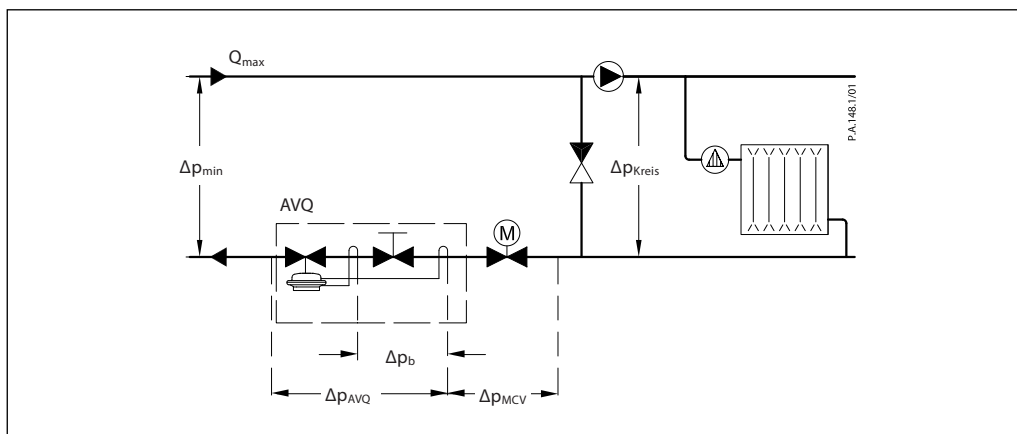 Qmax
P.A.148.1/01
Δpmin
ΔpKreis
AVQ
M
Δpb
ΔpAVQ
ΔpMCV